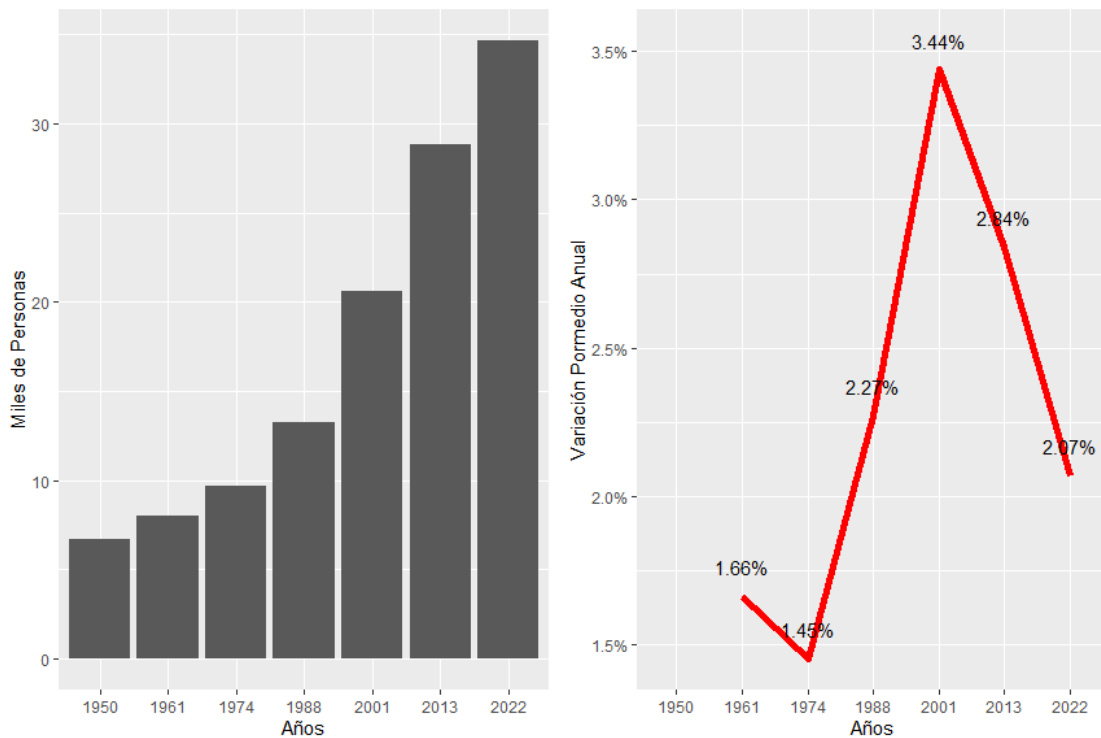 Miles de Personas
30
20
10
0
1950 1961 1974 1988 2001 2013 2022
Años
Variación Pormedio Anual
3.5%
3.0%
2.5%
2.0%
1.5%
3.44%
2.84%
2.27%
2.07%
1.66%
1.45%
1950 1961 1974 1988 2001 2013 2022
Años